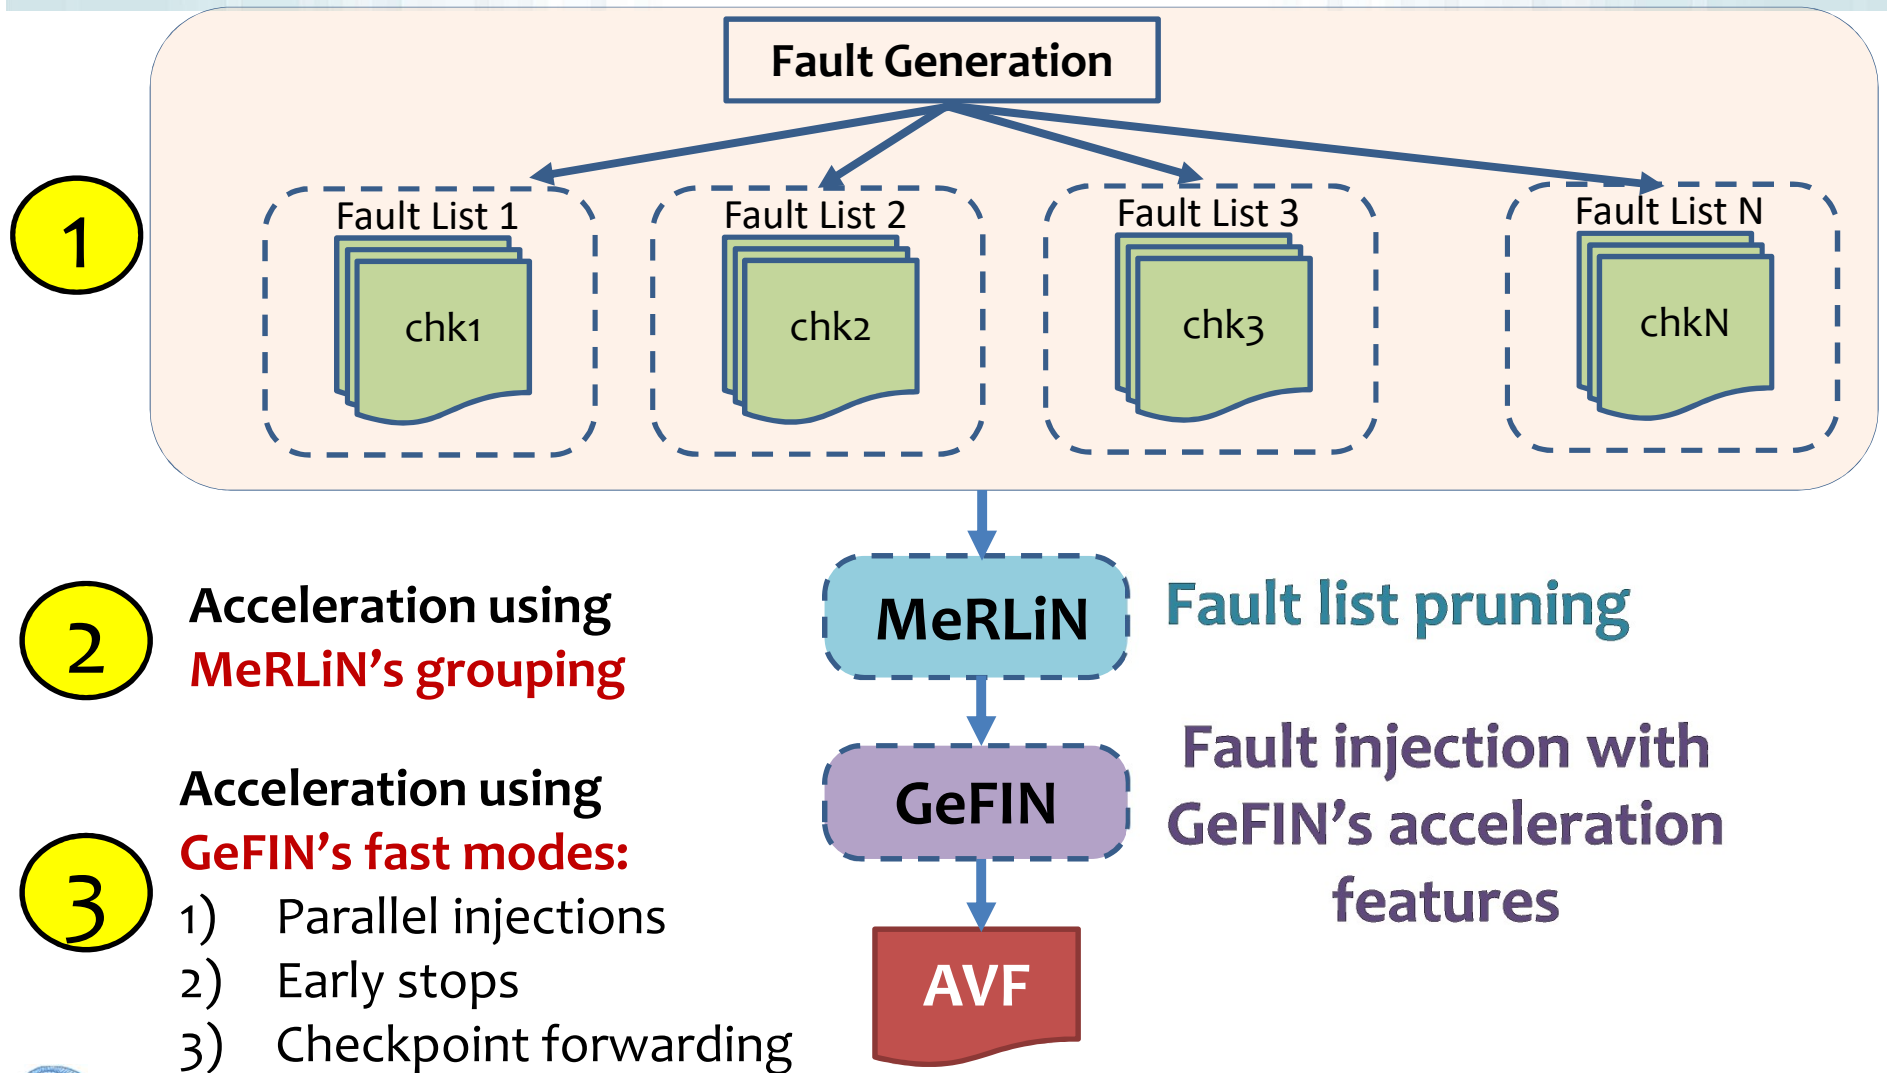 Fault Generation
1
Fault List 1
Fault List 2
Fault List 3
Fault List N
chk1
chk2
chk3
chkN
2
Acceleration using
MeRLiN's grouping
MeRLiN
Fault list pruning
3
Acceleration using
GeFIN's fast modes:
1) Parallel injections
2) Early stops
3) Checkpoint forwarding
GeFIN
Fault injection with
GeFIN's acceleration
features
AVF